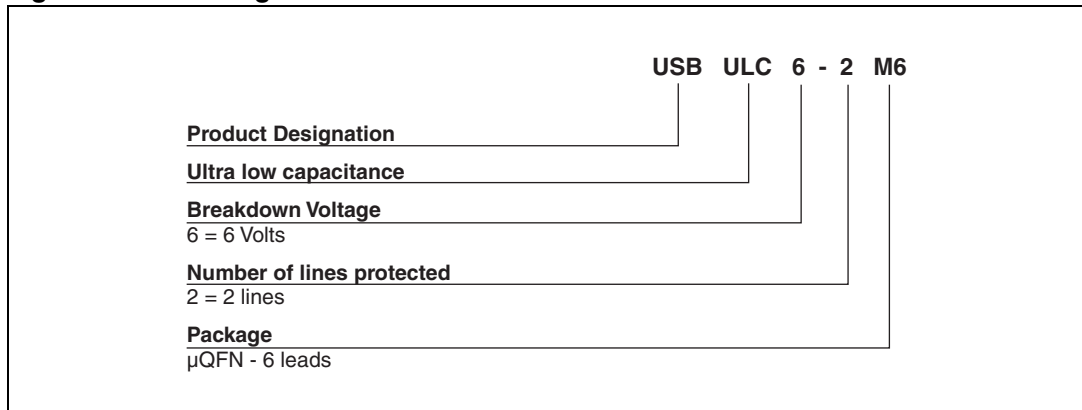 USB ULC 6 - 2 M6
Product Designation
Ultra low capacitance
Breakdown Voltage
6 = 6 Volts
Number of lines protected
2 = 2 lines
Package
µQFN - 6 leads